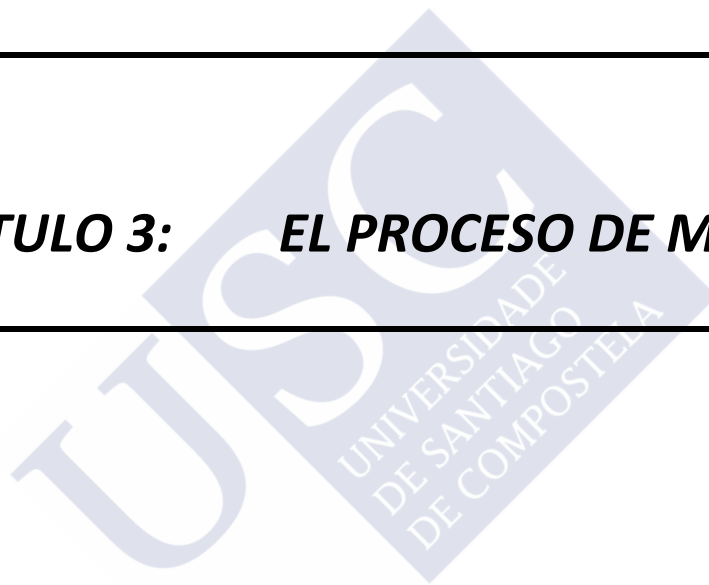 TULO 3: EL PROCESO DE M
USC
UNIVERSIDADE
DE SANTIAGO
DE COMPOSTELA